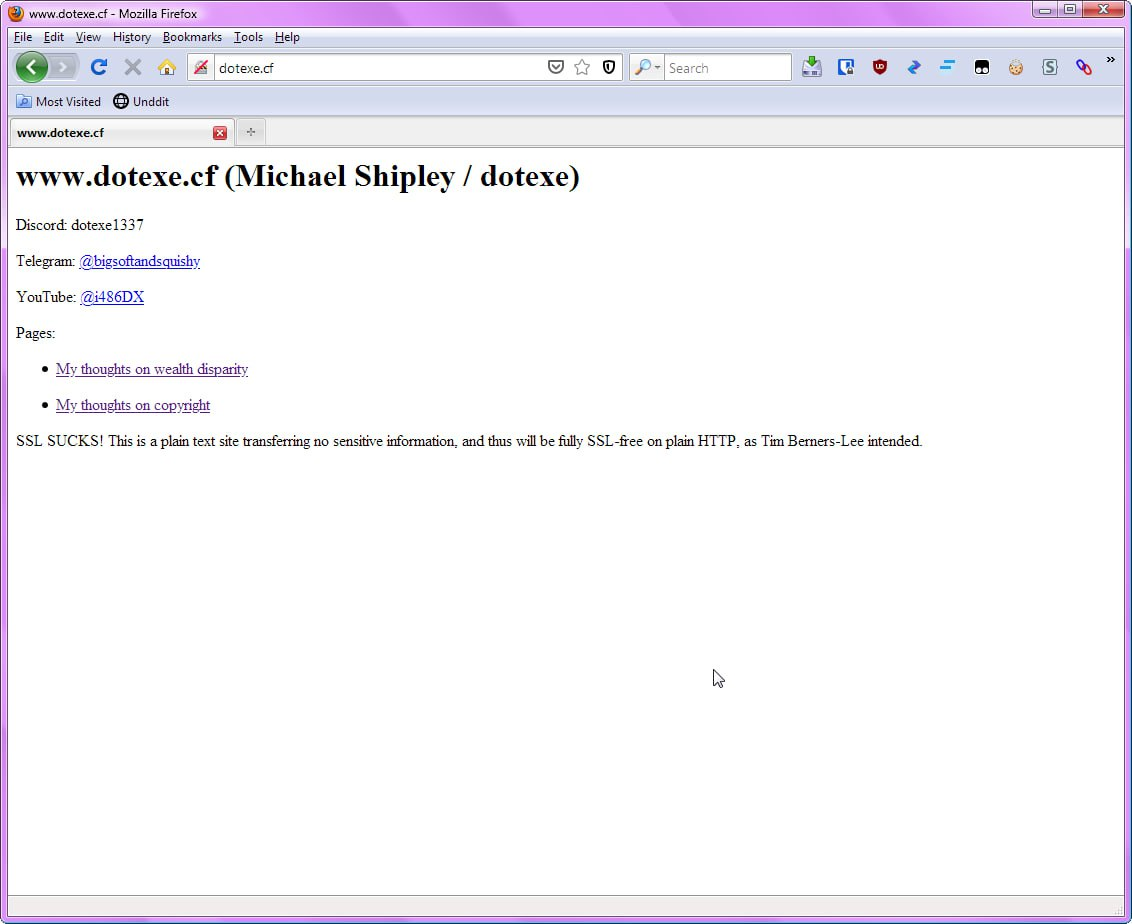 www.dotexe.cf - Mozilla Firefox
File Edit View History Bookmarks Tools Help
dotexe.cf
Search
Most Visited Unddit
www.dotexe.cf
www.dotexe.cf (Michael Shipley / dotexe)
Discord: dotexe1337
Telegram: @bigsoftandsquishy
YouTube: @i486DX
Pages:
My thoughts on wealth disparity
My thoughts on copyright
SSL SUCKS! This is a plain text site transferring no sensitive information, and thus will be fully SSL-free on plain HTTP, as Tim Berners-Lee intended.